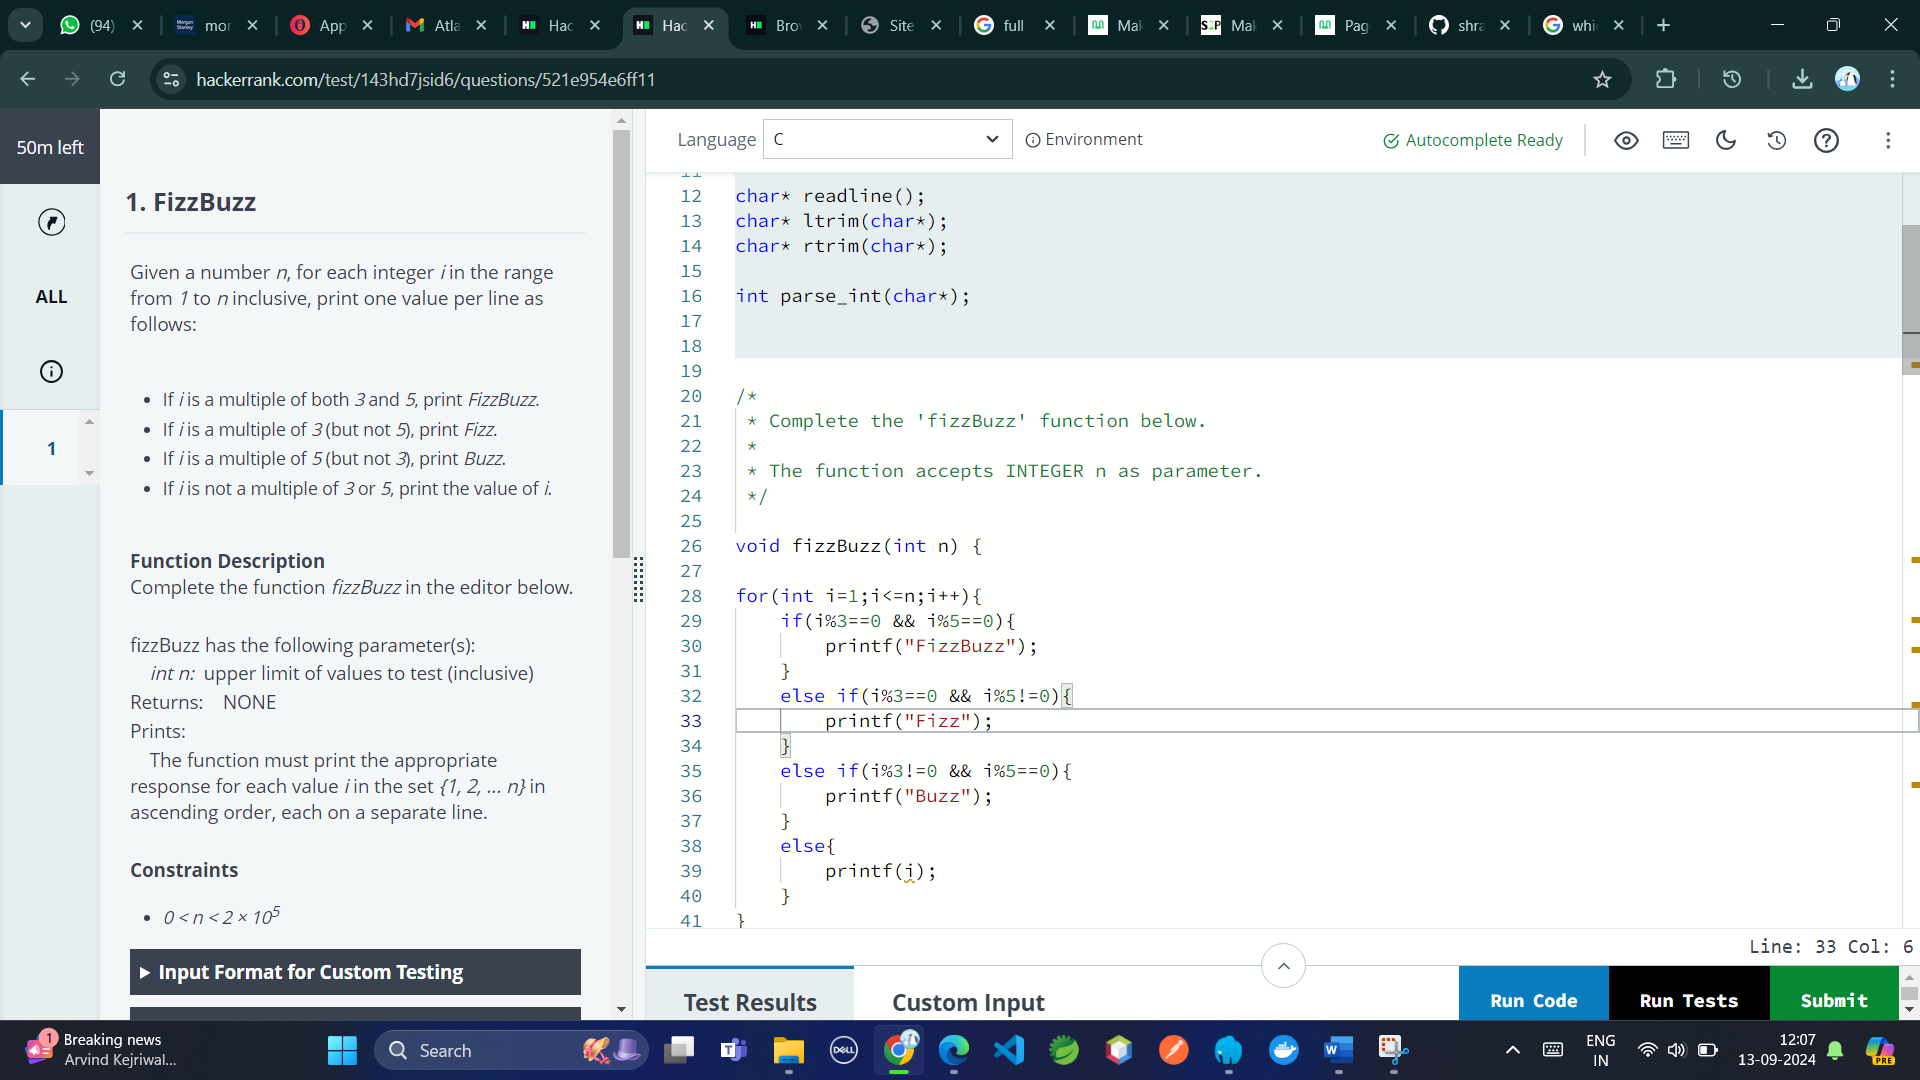 (94)
mor
App
Atla
Hac
Hac
Bro
Site
full
Mak
S2P
Mak
Pag
shra
whi
hackerrank.com/test/143hd7jsid6/questions/521e954e6ff11
50m left
ALL
1
1. FizzBuzz
Given a number n, for each integer i in the range
from 1 to n inclusive, print one value per line as
follows:
• If i is a multiple of both 3 and 5, print FizzBuzz.
• If i is a multiple of 3 (but not 5), print Fizz.
• If i is a multiple of 5 (but not 3), print Buzz.
• If i is not a multiple of 3 or 5, print the value of i.
Function Description
Complete the function fizzBuzz in the editor below.
fizzBuzz has the following parameter(s):
int n: upper limit of values to test (inclusive)
Returns: NONE
Prints:
The function must print the appropriate
response for each value i in the set {1, 2, ... n} in
ascending order, each on a separate line.
Constraints
• 0 < n < 2 × 10⁵
Input Format for Custom Testing
Language C Environment
Autocomplete Ready
11
12 char* readline();
13 char* ltrim(char*);
14 char* rtrim(char*);
15
16 int parse_int(char*);
17
18
19
20 /*
21 * Complete the 'fizzBuzz' function below.
22 *
23 * The function accepts INTEGER n as parameter.
24 */
25
26 void fizzBuzz(int n) {
27
28 for(int i=1;i<=n;i++){
29 if(i%3==0 && i%5==0){
30 printf("FizzBuzz");
31 }
32 else if(i%3==0 && i%5!=0){
33 printf("Fizz");
34 }
35 else if(i%3!=0 && i%5==0){
36 printf("Buzz");
37 }
38 else{
39 printf(i);
40 }
41 }
Line: 33 Col: 6
Test Results
Custom Input
Run Code
Run Tests
Submit
1
Breaking news
Arvind Kejriwal...
Search
DELL
ENG
IN
12:07
13-09-2024
PRE